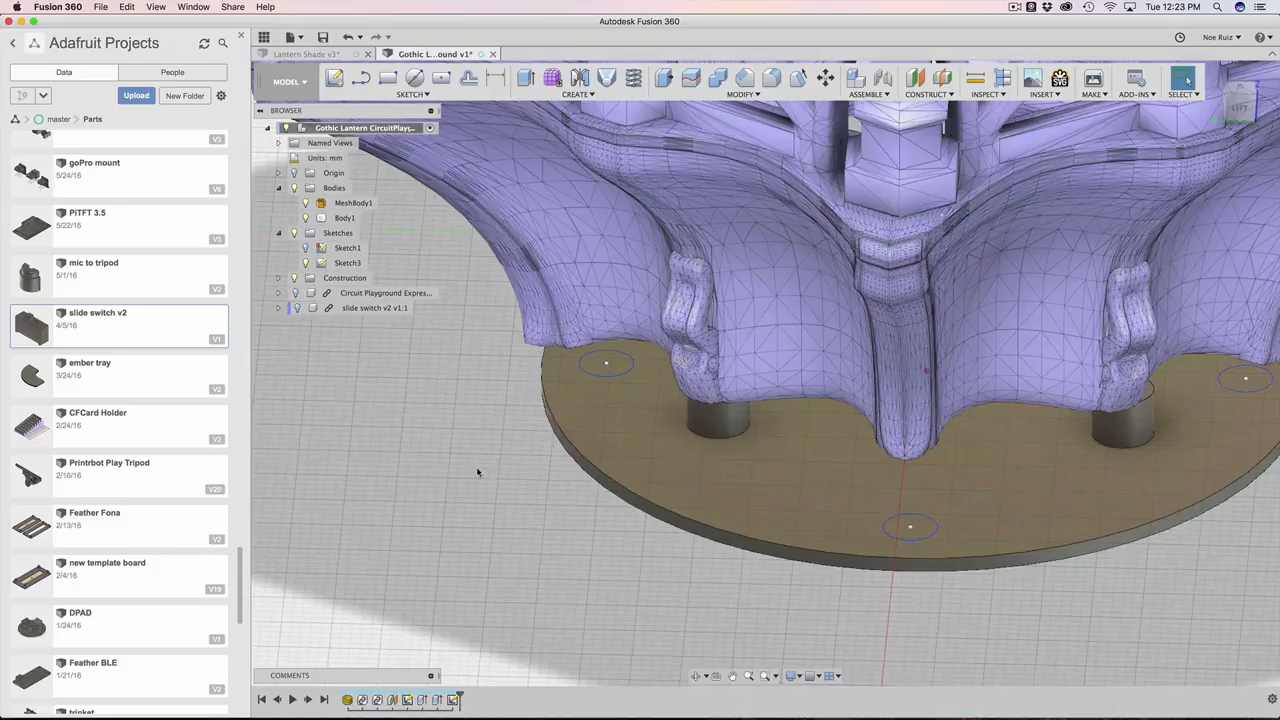 Fusion 360 File Edit View Window Share Help
Tue 12:23 PM
Autodesk Fusion 360
Adafruit Projects
Noe Ruiz
Lantern Shade v3*
Gothic L...ound v1*
Data People
Upload New Folder
master Parts
V3
goPro mount
5/24/16
V6
PiTFT 3.5
5/22/16
V3
mic to tripod
5/1/16
V2
slide switch v2
4/5/16
V1
ember tray
3/24/16
V2
CFCard Holder
2/24/16
V2
Printrbot Play Tripod
2/16/16
V20
Feather Fona
2/13/16
V2
new template board
2/4/16
V19
DPAD
1/24/16
V1
Feather BLE
1/21/16
V2
trinket
MODEL
SKETCH
CREATE
MODIFY
ASSEMBLE
CONSTRUCT
INSPECT
INSERT
MAKE
ADD-INS
SELECT
LEFT
BROWSER
Gothic Lantern CircuitPlayg...
Named Views
Units: mm
Origin
Bodies
MeshBody1
Body1
Sketches
Sketch1
Sketch3
Construction
Circuit Playground Expres...
slide switch v2 v1:1
COMMENTS